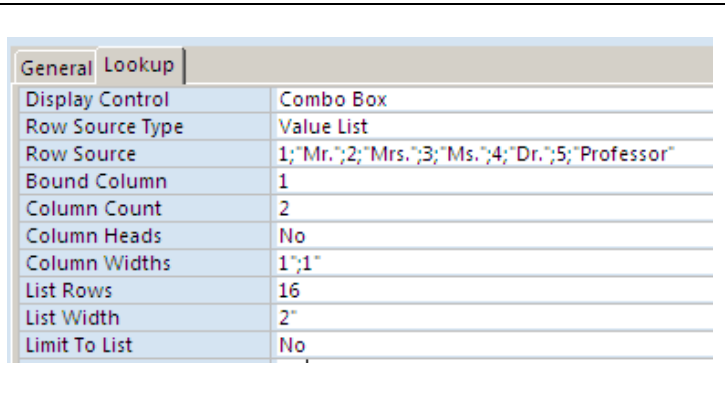 General Lookup
Display Control Combo Box
Row Source Type Value List
Row Source 1;"Mr.";2;"Mrs.";3;"Ms.";4;"Dr.";5;"Professor"
Bound Column 1
Column Count 2
Column Heads No
Column Widths 1";1"
List Rows 16
List Width 2"
Limit To List No